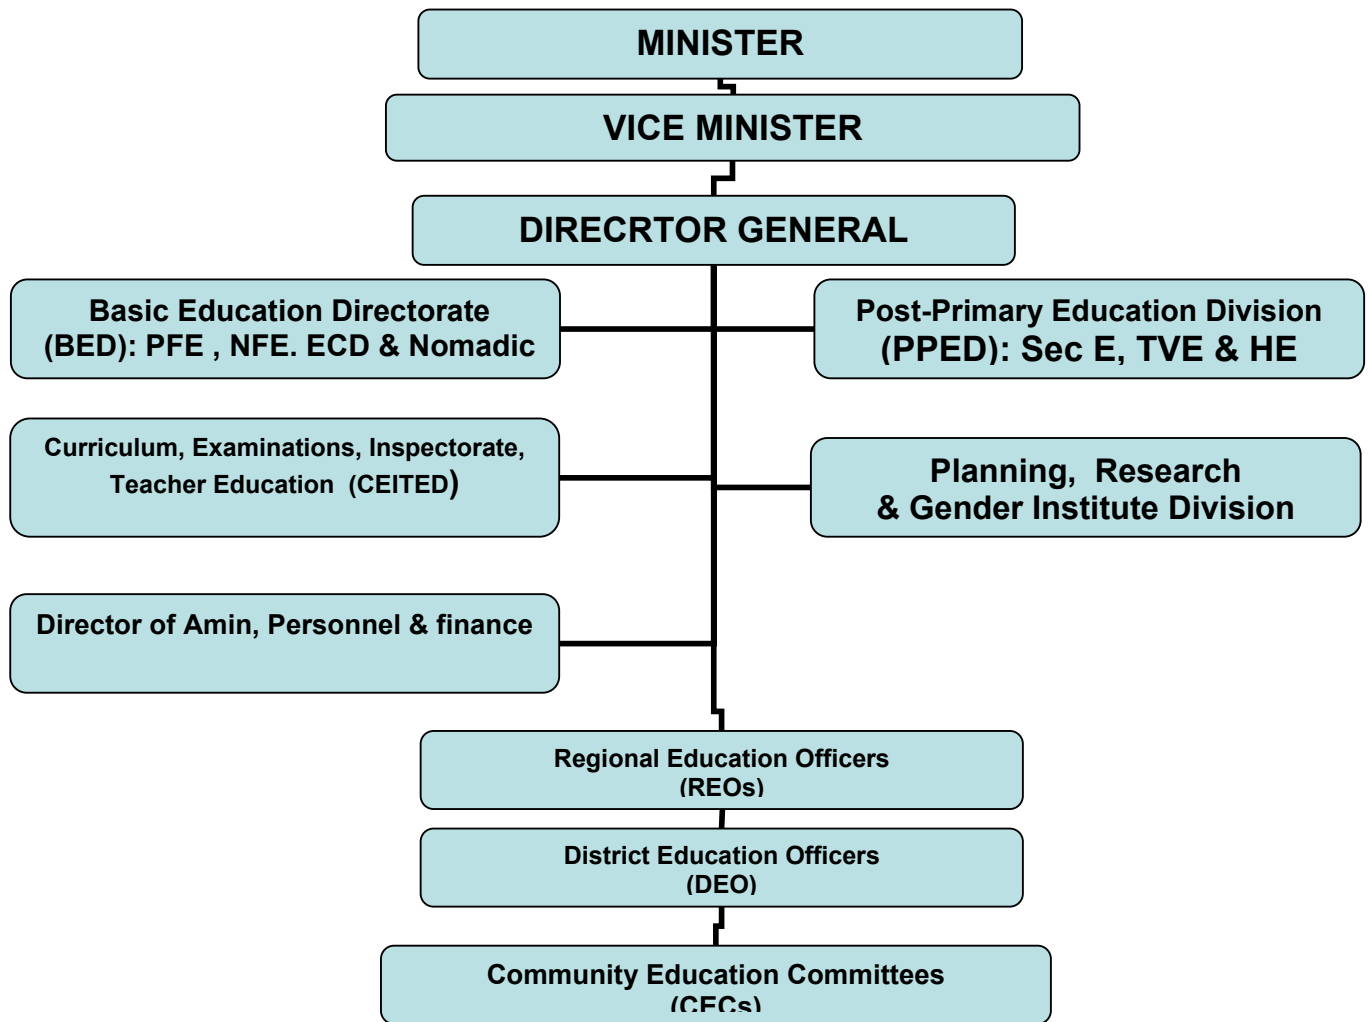 MINISTER
VICE MINISTER
DIRECRTOR GENERAL
Basic Education Directorate
(BED): PFE , NFE. ECD & Nomadic
Post-Primary Education Division
(PPED): Sec E, TVE & HE
Curriculum, Examinations, Inspectorate,
Teacher Education (CEITED)
Planning, Research
& Gender Institute Division
Director of Amin, Personnel & finance
Regional Education Officers
(REOs)
District Education Officers
(DEO)
Community Education Committees
(CECs)